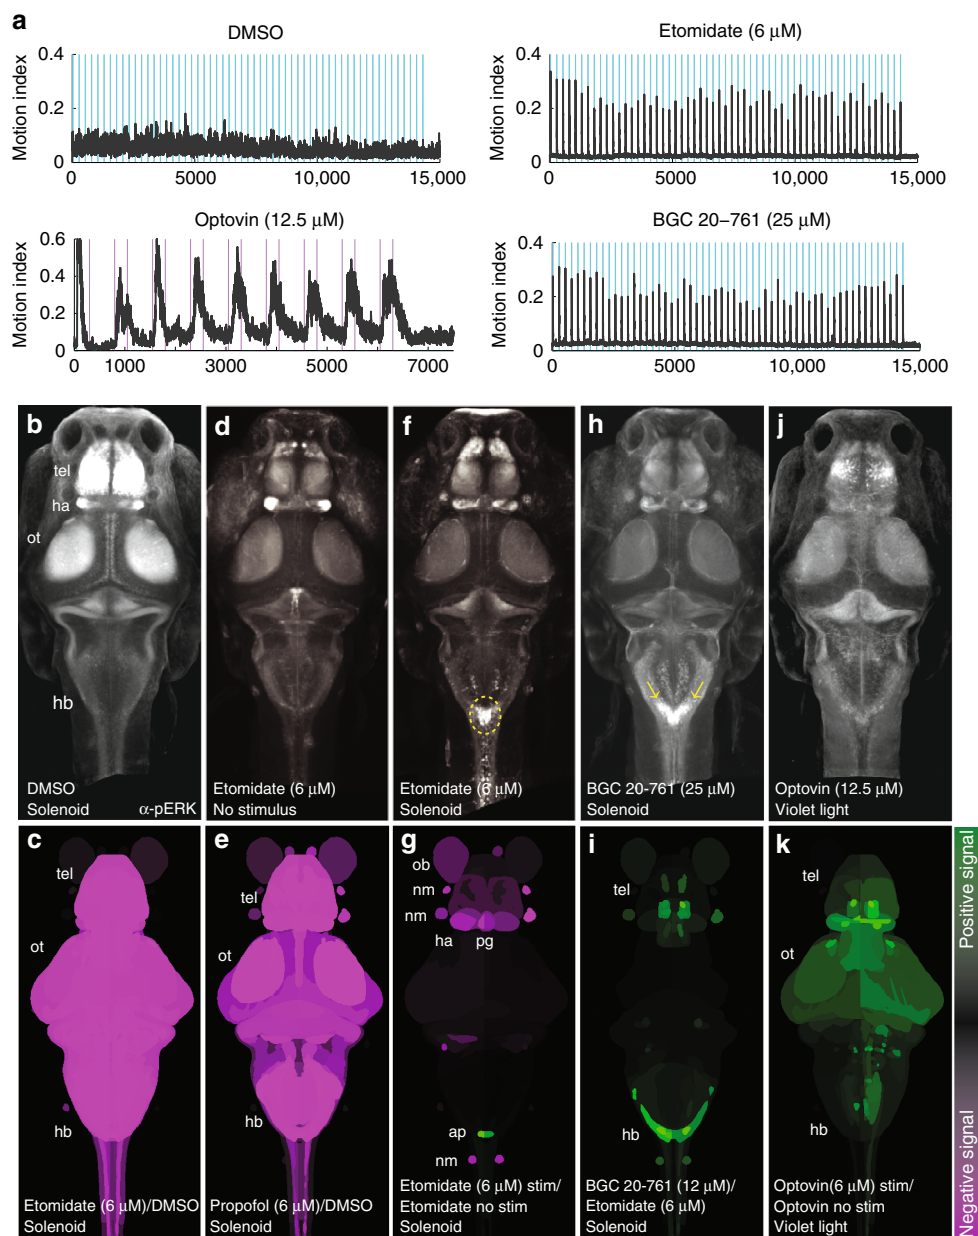 a
DMSO
Motion index
0.4
0.2
0
0
5000
10,000
15,000
Etomidate (6 µM)
Motion index
0.4
0.2
0
0
5000
10,000
15,000
Optovin (12.5 µM)
Motion index
0.6
0.4
0.2
0
0
1000
3000
5000
7000
BGC 20–761 (25 µM)
Motion index
0.4
0.2
0
0
5000
10,000
15,000
b
tel
ha
ot
hb
DMSO
Solenoid
α-pERK
d
Etomidate (6 µM)
No stimulus
f
Etomidate (6 µM)
Solenoid
h
BGC 20-761 (25 µM)
Solenoid
j
Optovin (12.5 µM)
Violet light
c
tel
ot
hb
Etomidate (6 µM)/DMSO
Solenoid
e
tel
ot
hb
Propofol (6 µM)/DMSO
Solenoid
g
ob
nm
nm
ha
pg
ap
nm
Etomidate (6 µM) stim/
Etomidate no stim
Solenoid
i
tel
hb
BGC 20-761 (12 µM)/
Etomidate (6 µM)
Solenoid
k
tel
ot
hb
Optovin(6 µM) stim/
Optovin no stim
Violet light
Positive signal
Negative signal